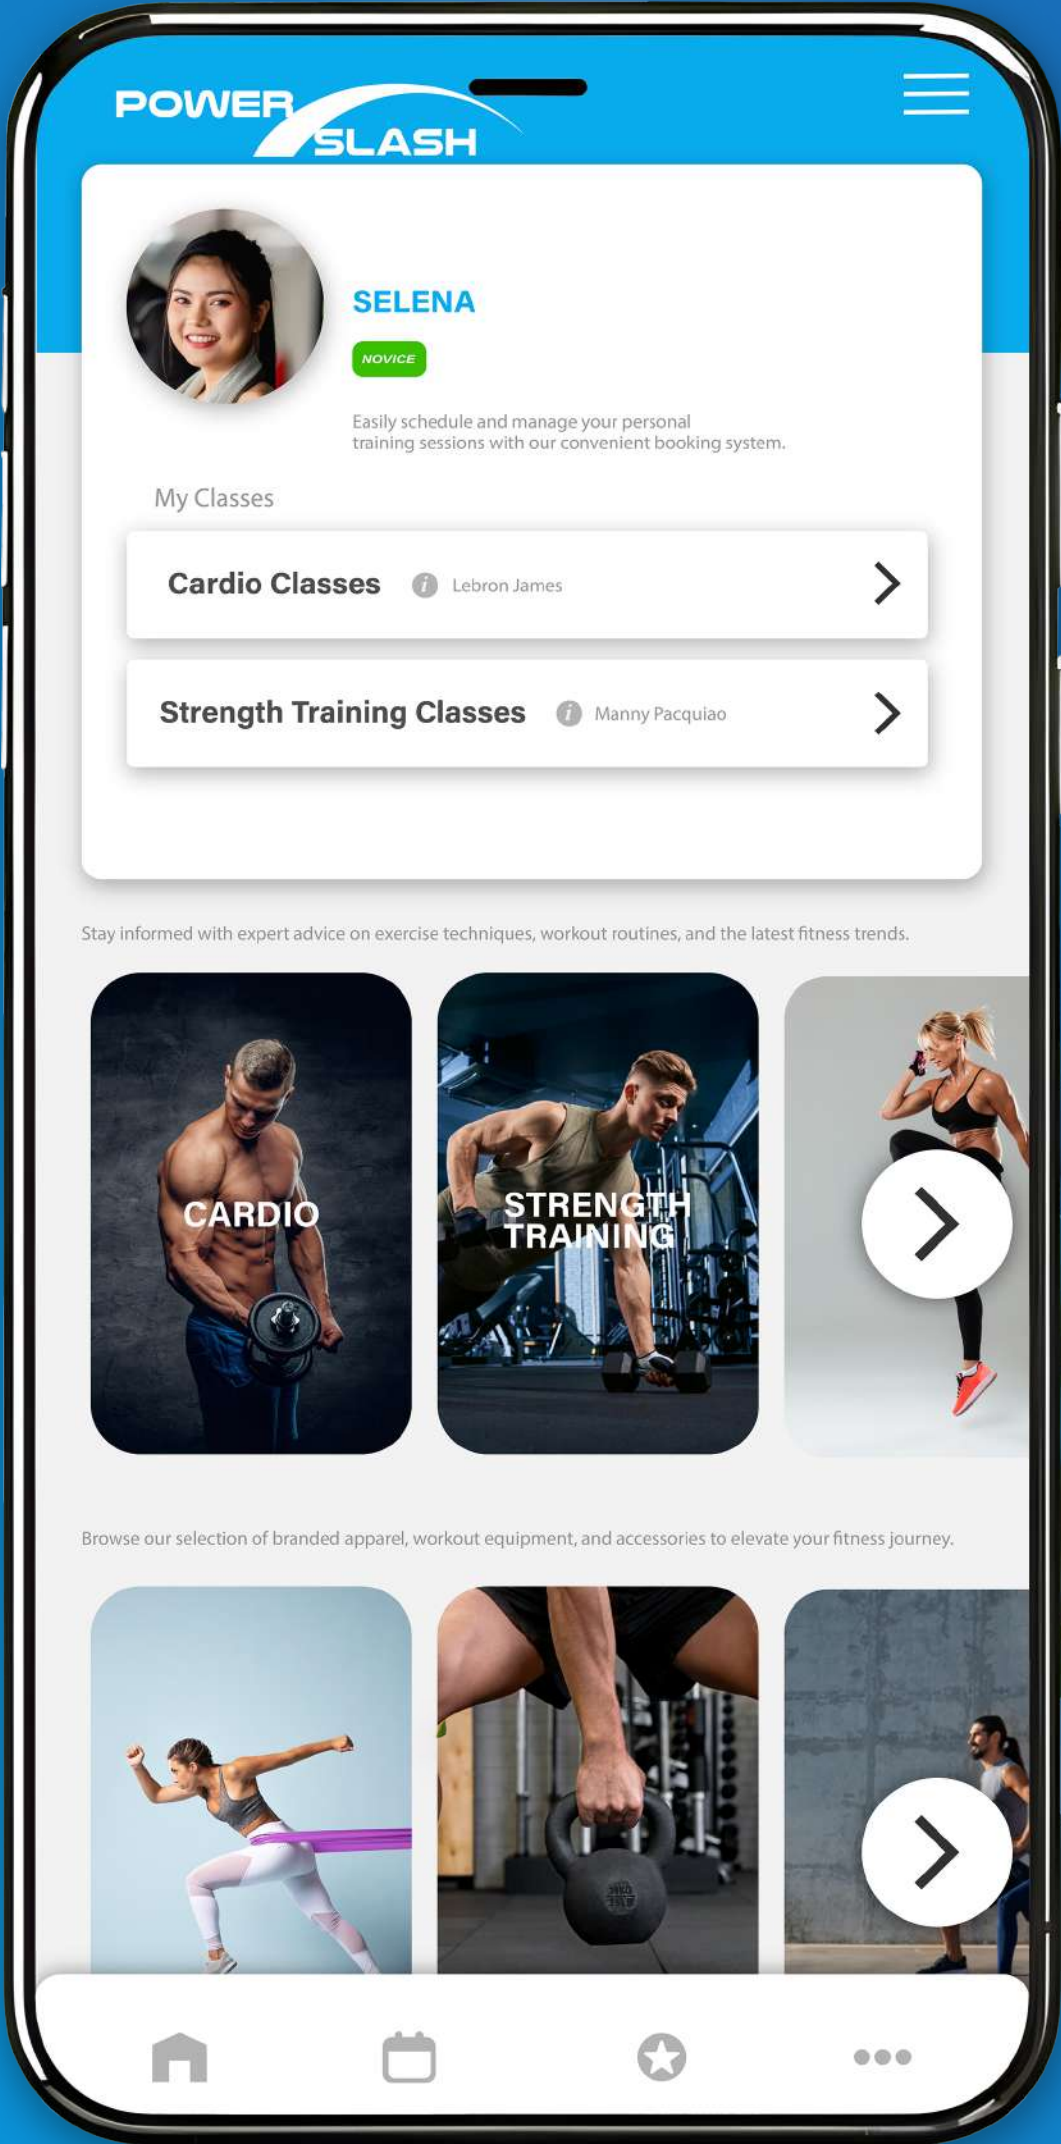 POWER
SLASH
SELENA
NOVICE
Easily schedule and manage your personal
training sessions with our convenient booking system.
My Classes
Cardio Classes i Lebron James
Strength Training Classes i Manny Pacquiao
Stay informed with expert advice on exercise techniques, workout routines, and the latest fitness trends.
CARDIO
STRENGTH
TRAINING
Browse our selection of branded apparel, workout equipment, and accessories to elevate your fitness journey.